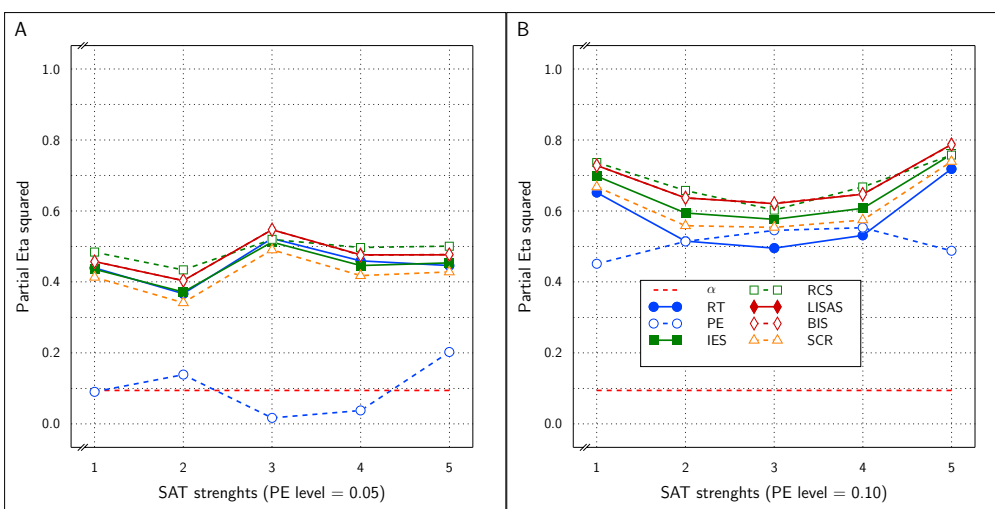 A
1.0
0.8
0.6
0.4
0.2
0.0
Partial Eta squared
1 2 3 4 5
SAT strenghts (PE level = 0.05)
B
1.0
0.8
0.6
0.4
0.2
0.0
Partial Eta squared
α RCS
RT LISAS
PE BIS
IES SCR
1 2 3 4 5
SAT strenghts (PE level = 0.10)